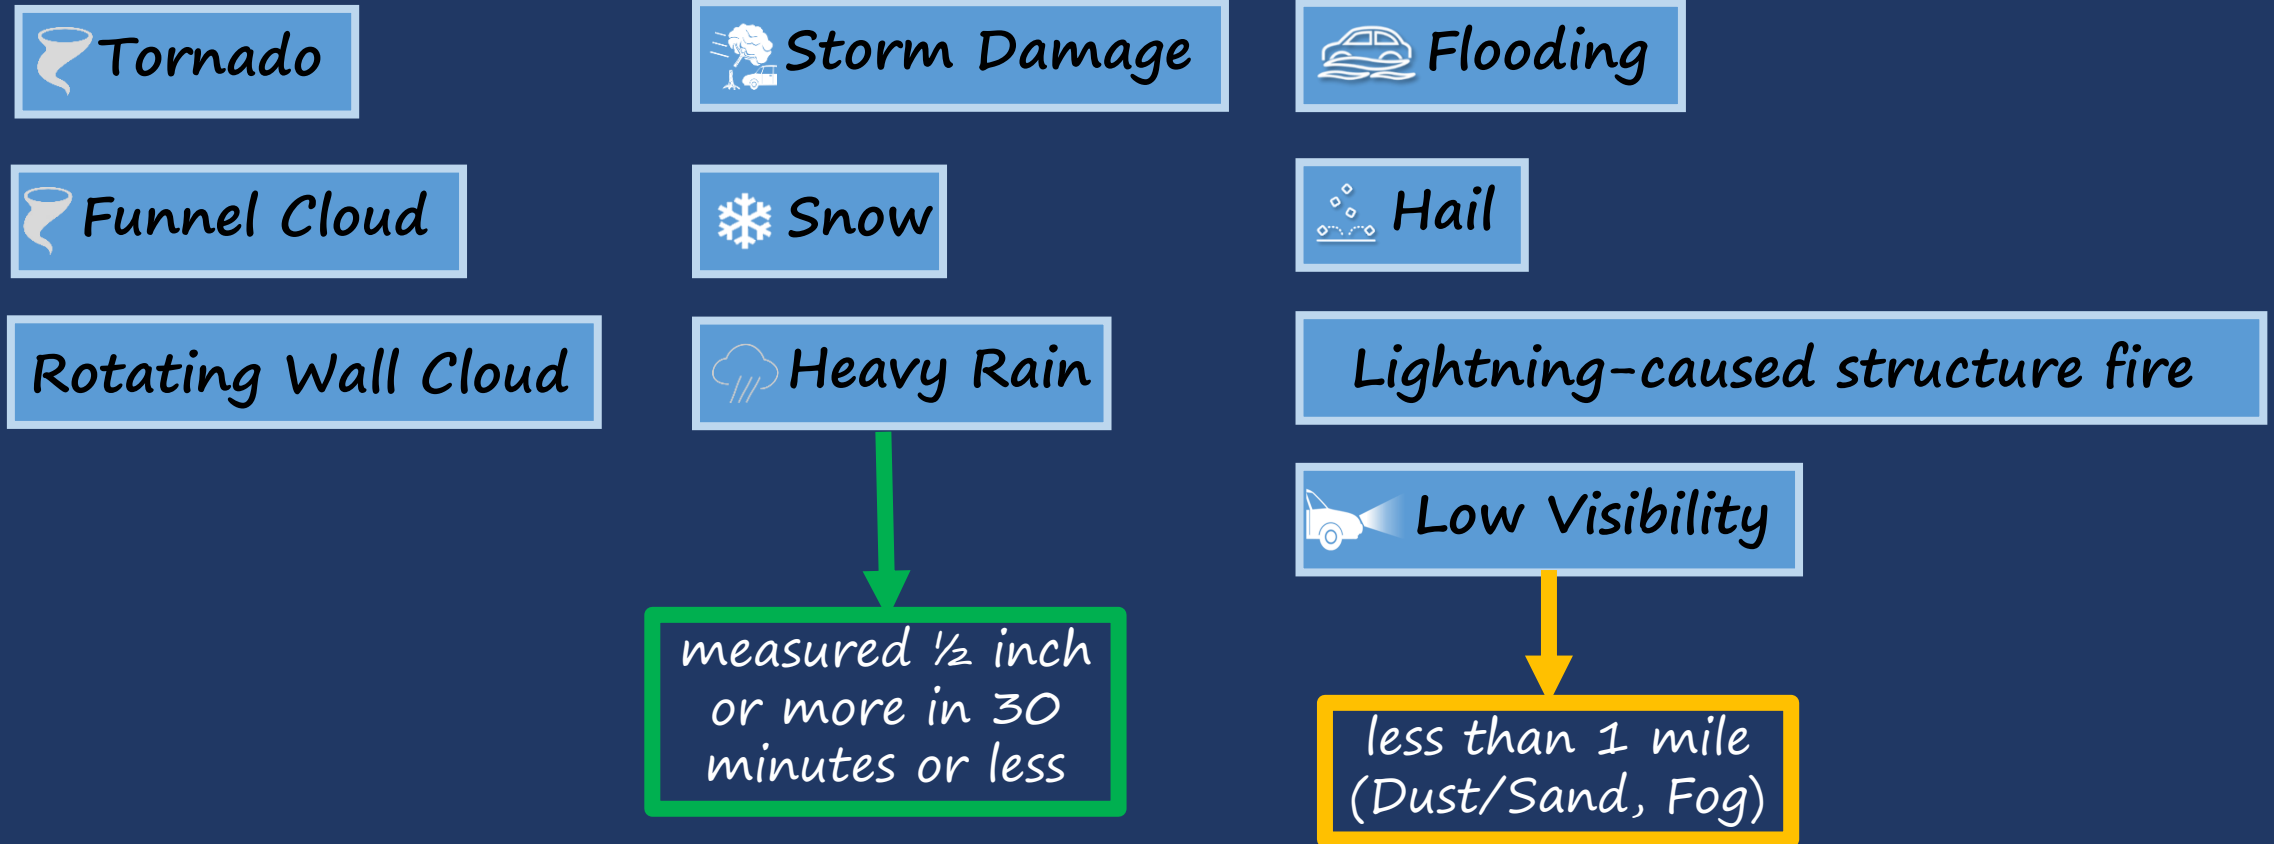 Tornado
Storm Damage
Flooding
Funnel Cloud
Snow
Hail
Rotating Wall Cloud
Heavy Rain
Lightning-caused structure fire
Low Visibility
measured ½ inch
or more in 30
minutes or less
less than 1 mile
(Dust/Sand, Fog)